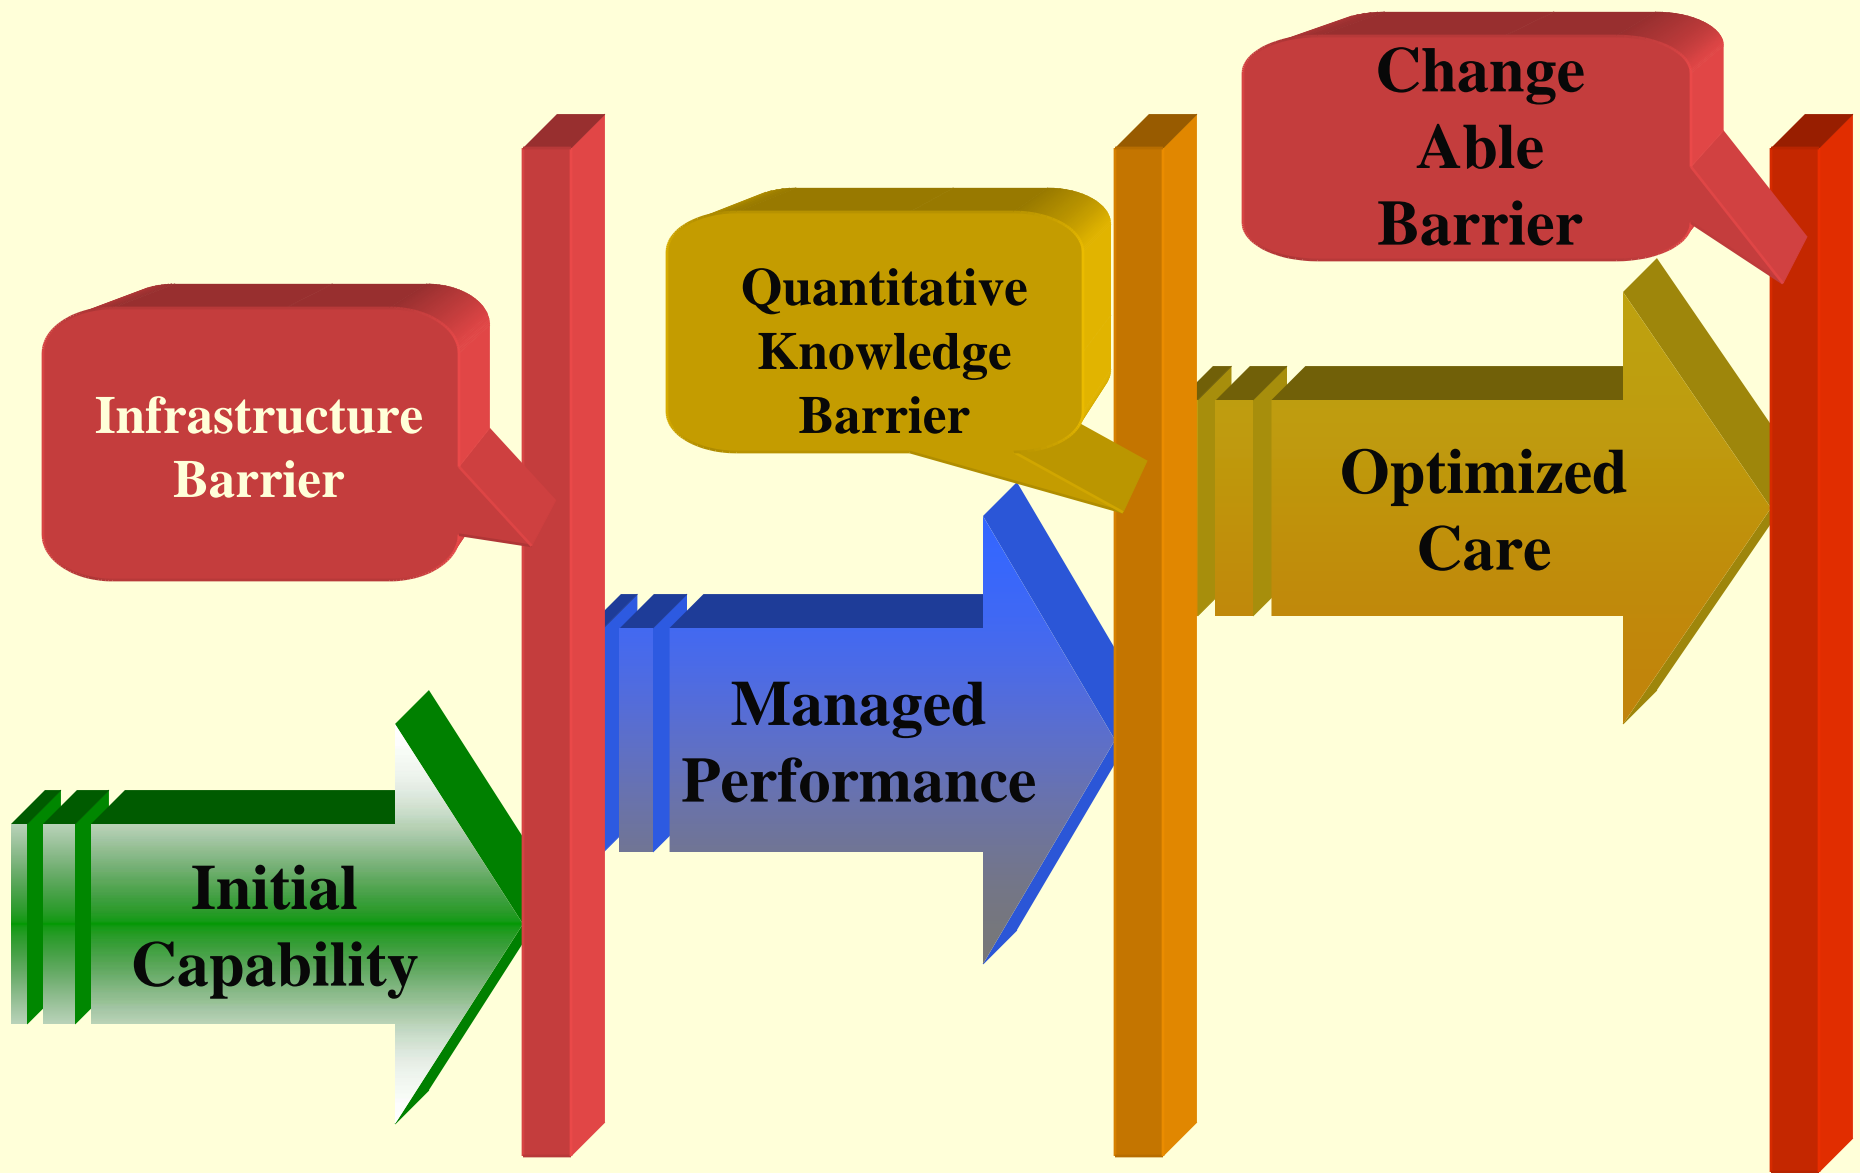 Change
Able
Barrier
Quantitative
Knowledge
Barrier
Infrastructure
Barrier
Optimized
Care
Managed
Performance
Initial
Capability